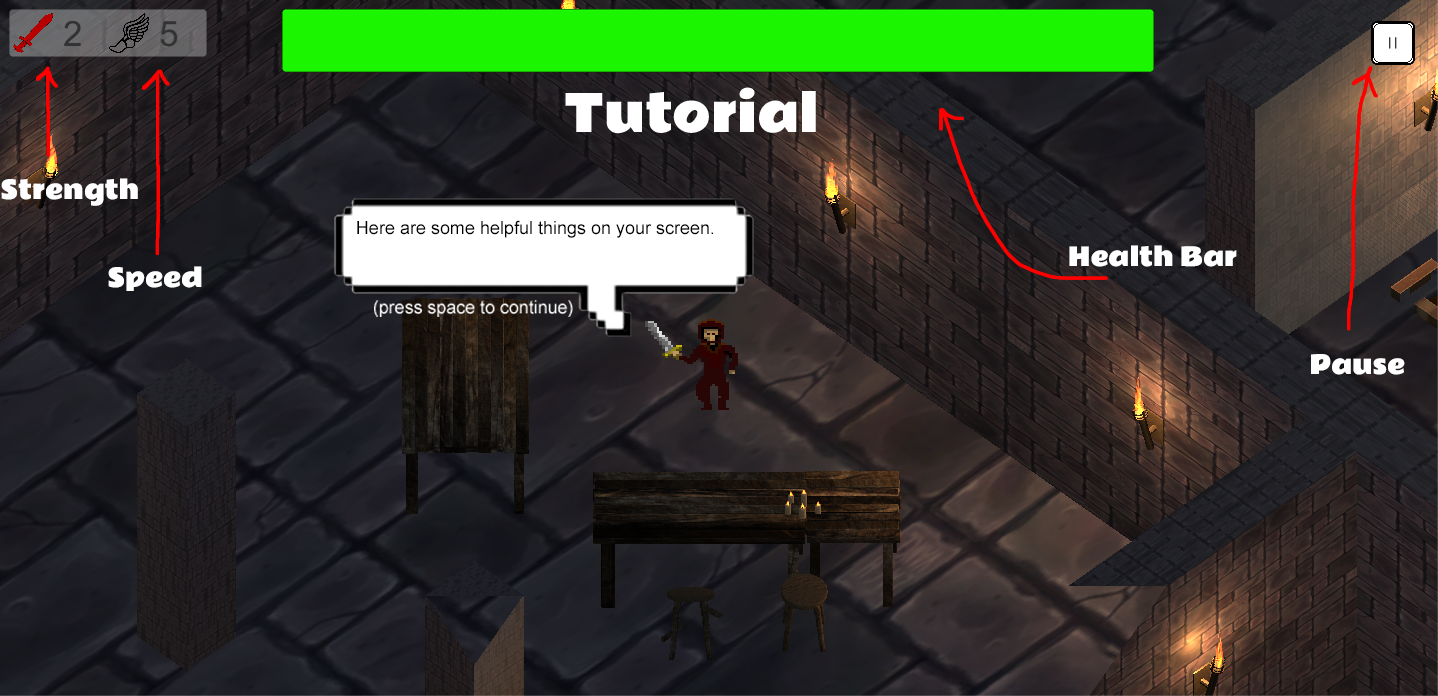 2 5
Tutorial
Strength
Here are some helpful things on your screen.
Health Bar
Speed
(press space to continue)
Pause